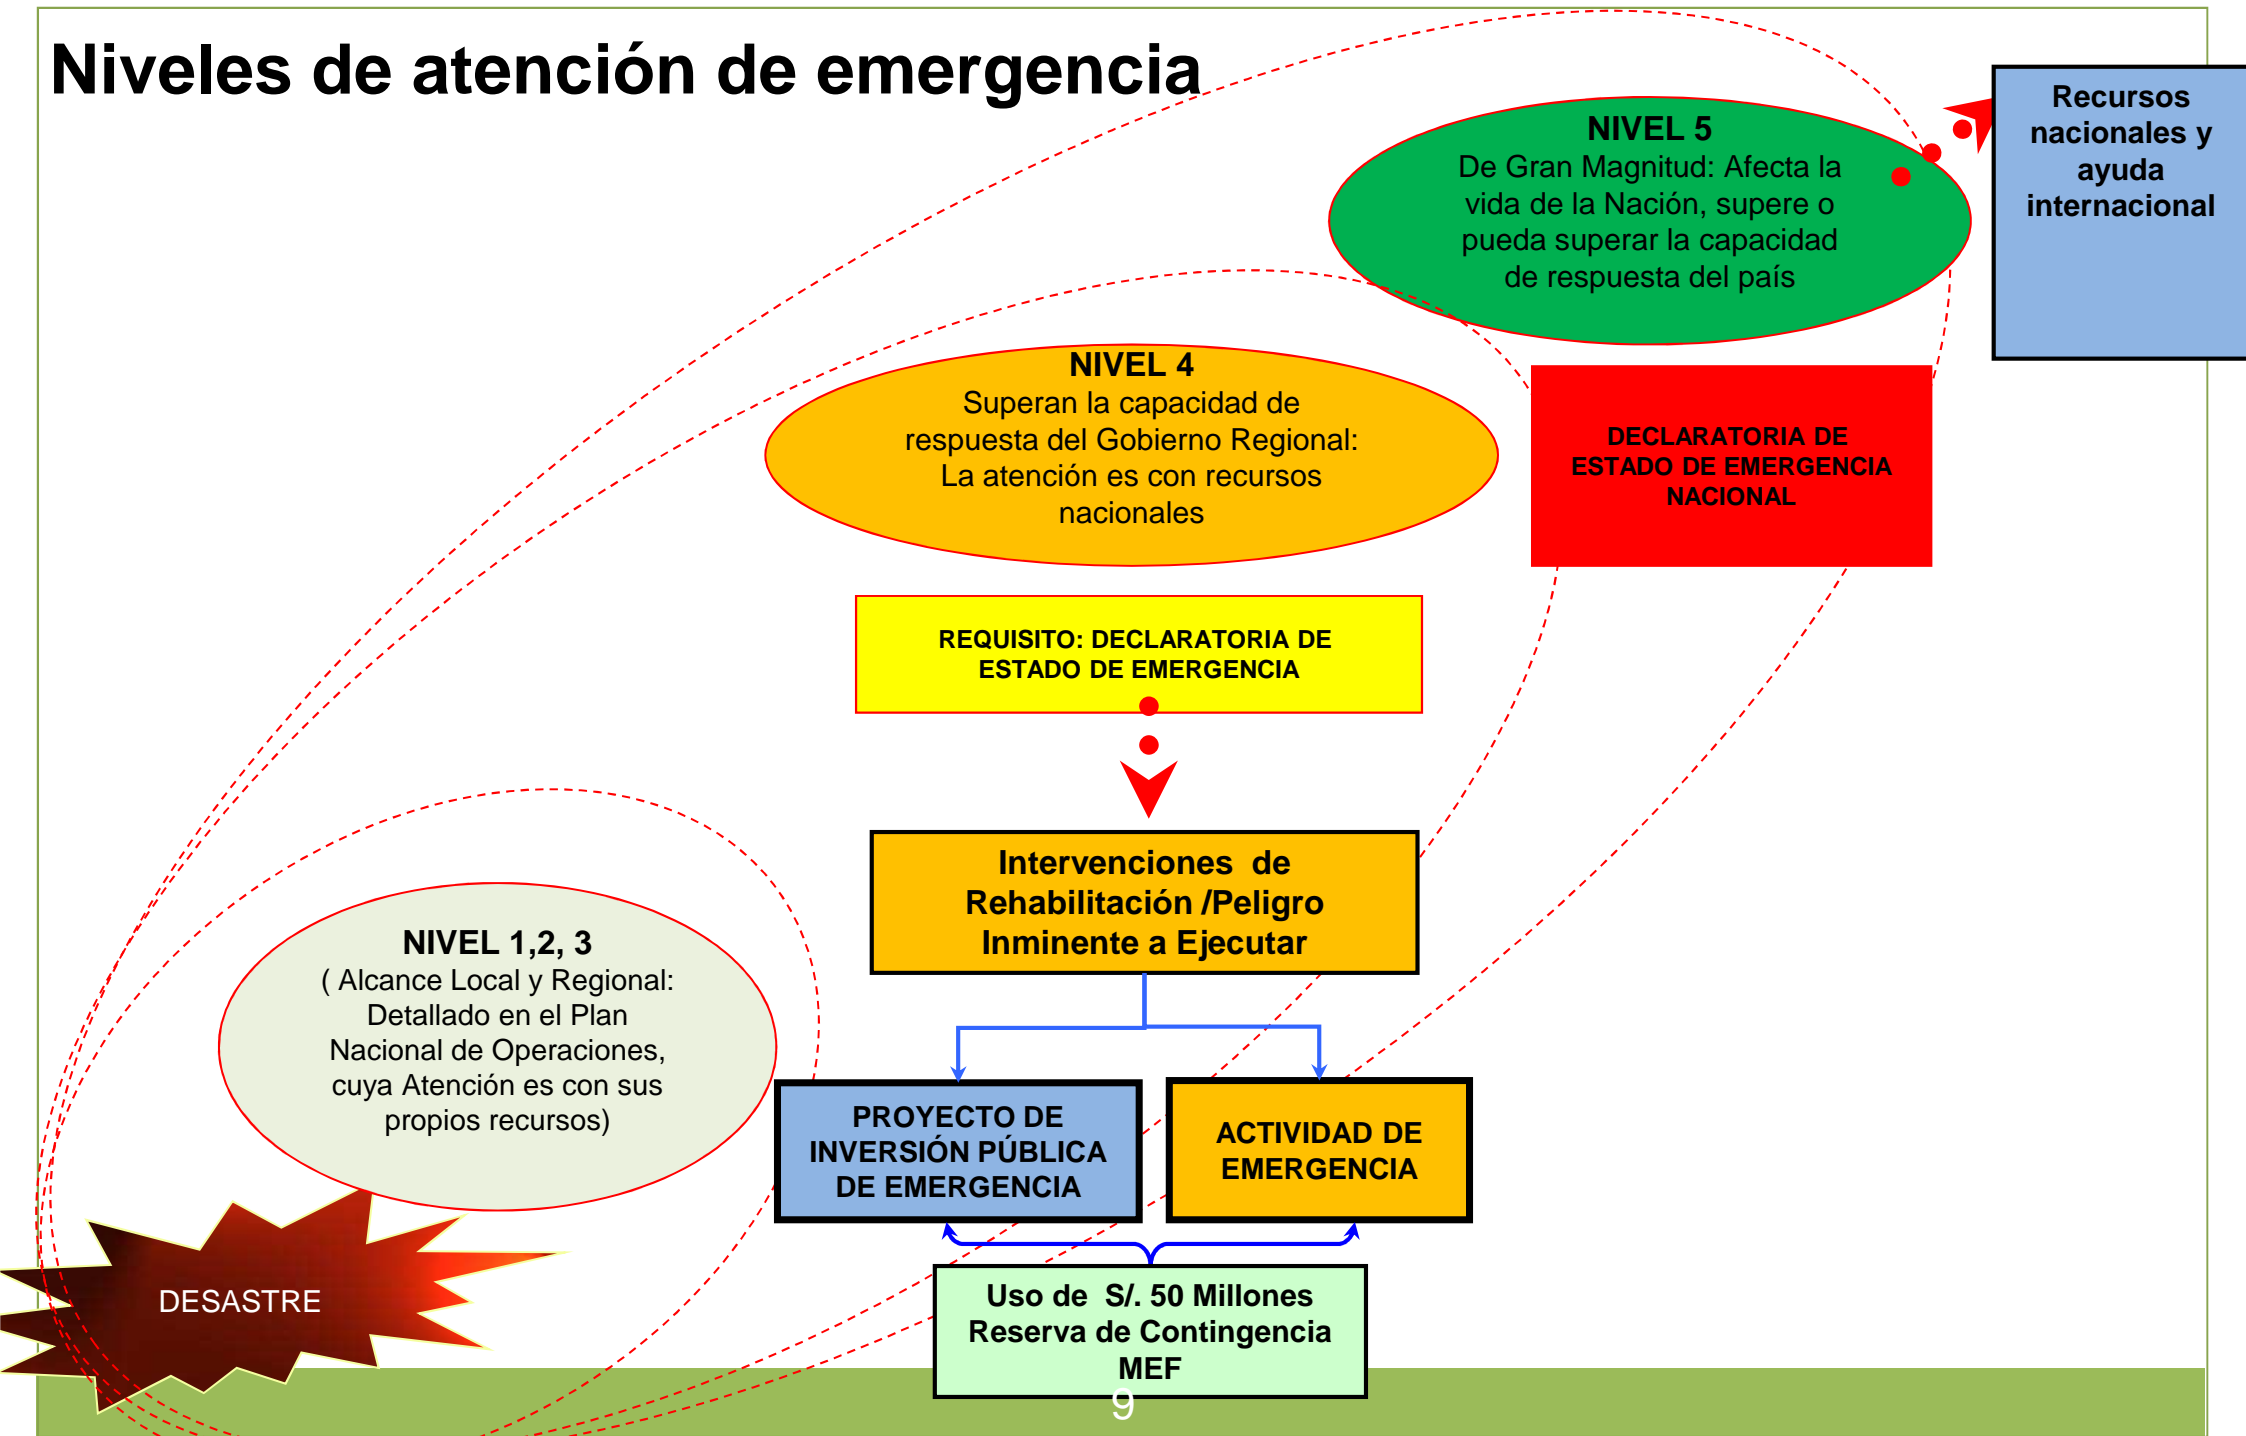 Niveles de atención de emergencia
Recursos
nacionales y
ayuda
internacional
NIVEL 5
De Gran Magnitud: Afecta la
vida de la Nación, supere o
pueda superar la capacidad
de respuesta del país
NIVEL 4
Superan la capacidad de
respuesta del Gobierno Regional:
La atención es con recursos
nacionales
DECLARATORIA DE
ESTADO DE EMERGENCIA
NACIONAL
REQUISITO: DECLARATORIA DE
ESTADO DE EMERGENCIA
Intervenciones de
Rehabilitación /Peligro
Inminente a Ejecutar
NIVEL 1,2, 3
( Alcance Local y Regional:
Detallado en el Plan
Nacional de Operaciones,
cuya Atención es con sus
propios recursos)
PROYECTO DE
INVERSIÓN PÚBLICA
DE EMERGENCIA
ACTIVIDAD DE
EMERGENCIA
DESASTRE
Uso de S/. 50 Millones
Reserva de Contingencia
MEF
9